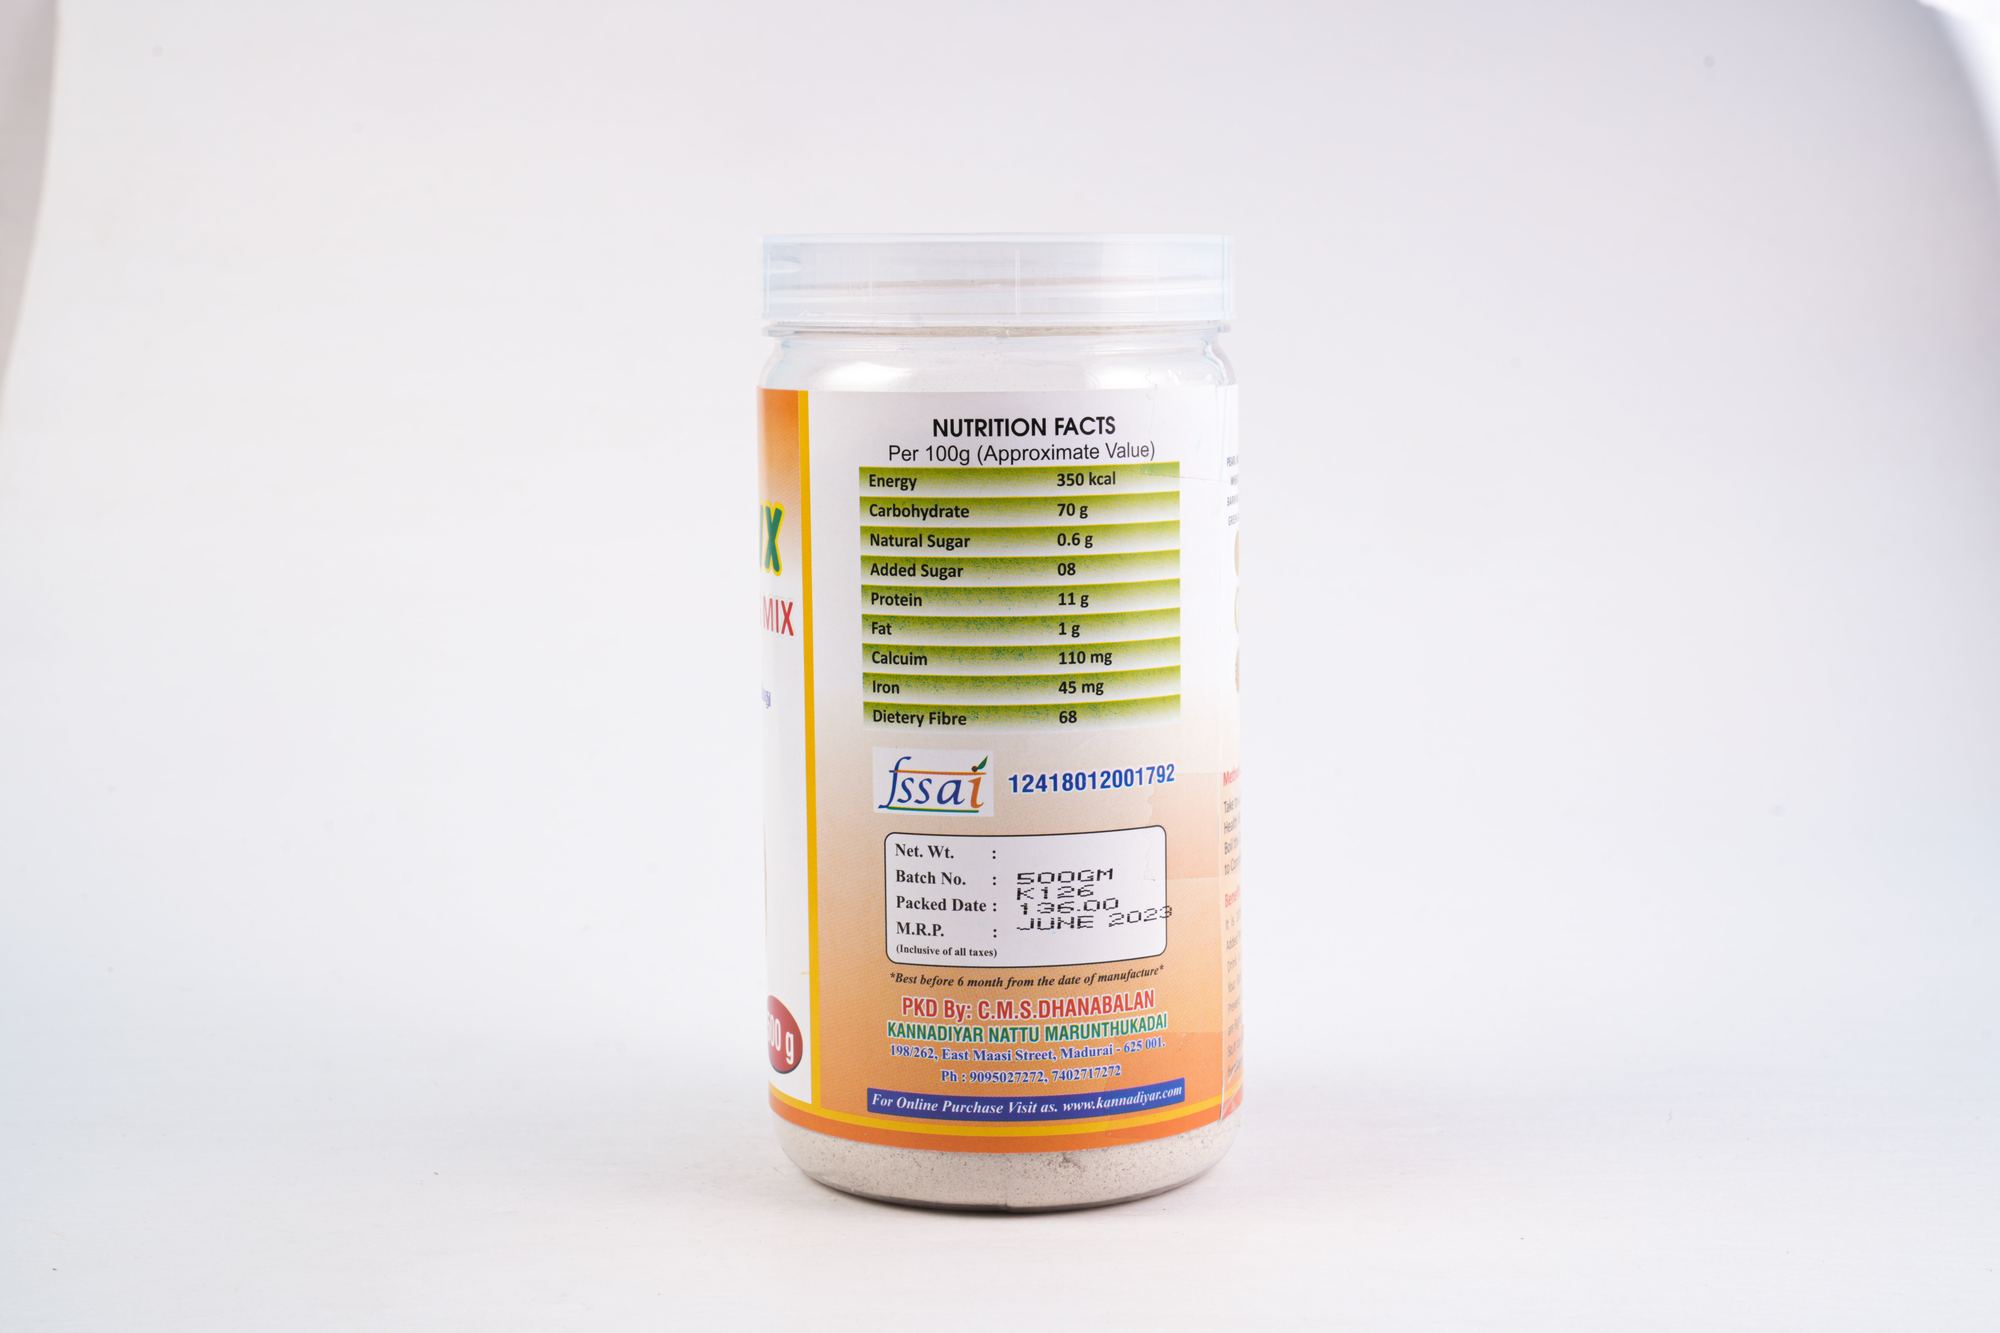 NUTRITION FACTS
Per 100g (Approximate Value)
Energy 350 kcal
Carbohydrate 70 g
Natural Sugar 0.6 g
Added Sugar 08
Protein 11 g
Fat 1 g
Calcuim 110 mg
Iron 45 mg
Dietery Fibre 68
fssai 12418012001792
Net. Wt. :
Batch No. : 500GM
K126
Packed Date : 136.00
M.R.P. : JUNE 2023
(Inclusive of all taxes)
*Best before 6 month from the date of manufacture*
PKD By: C.M.S.DHANABALAN
KANNADIYAR NATTU MARUNTHUKADAI
198/262, East Maasi Street, Madurai - 625 001.
Ph : 9095027272, 7402717272
For Online Purchase Visit as. www.kannadiyar.com
MIX